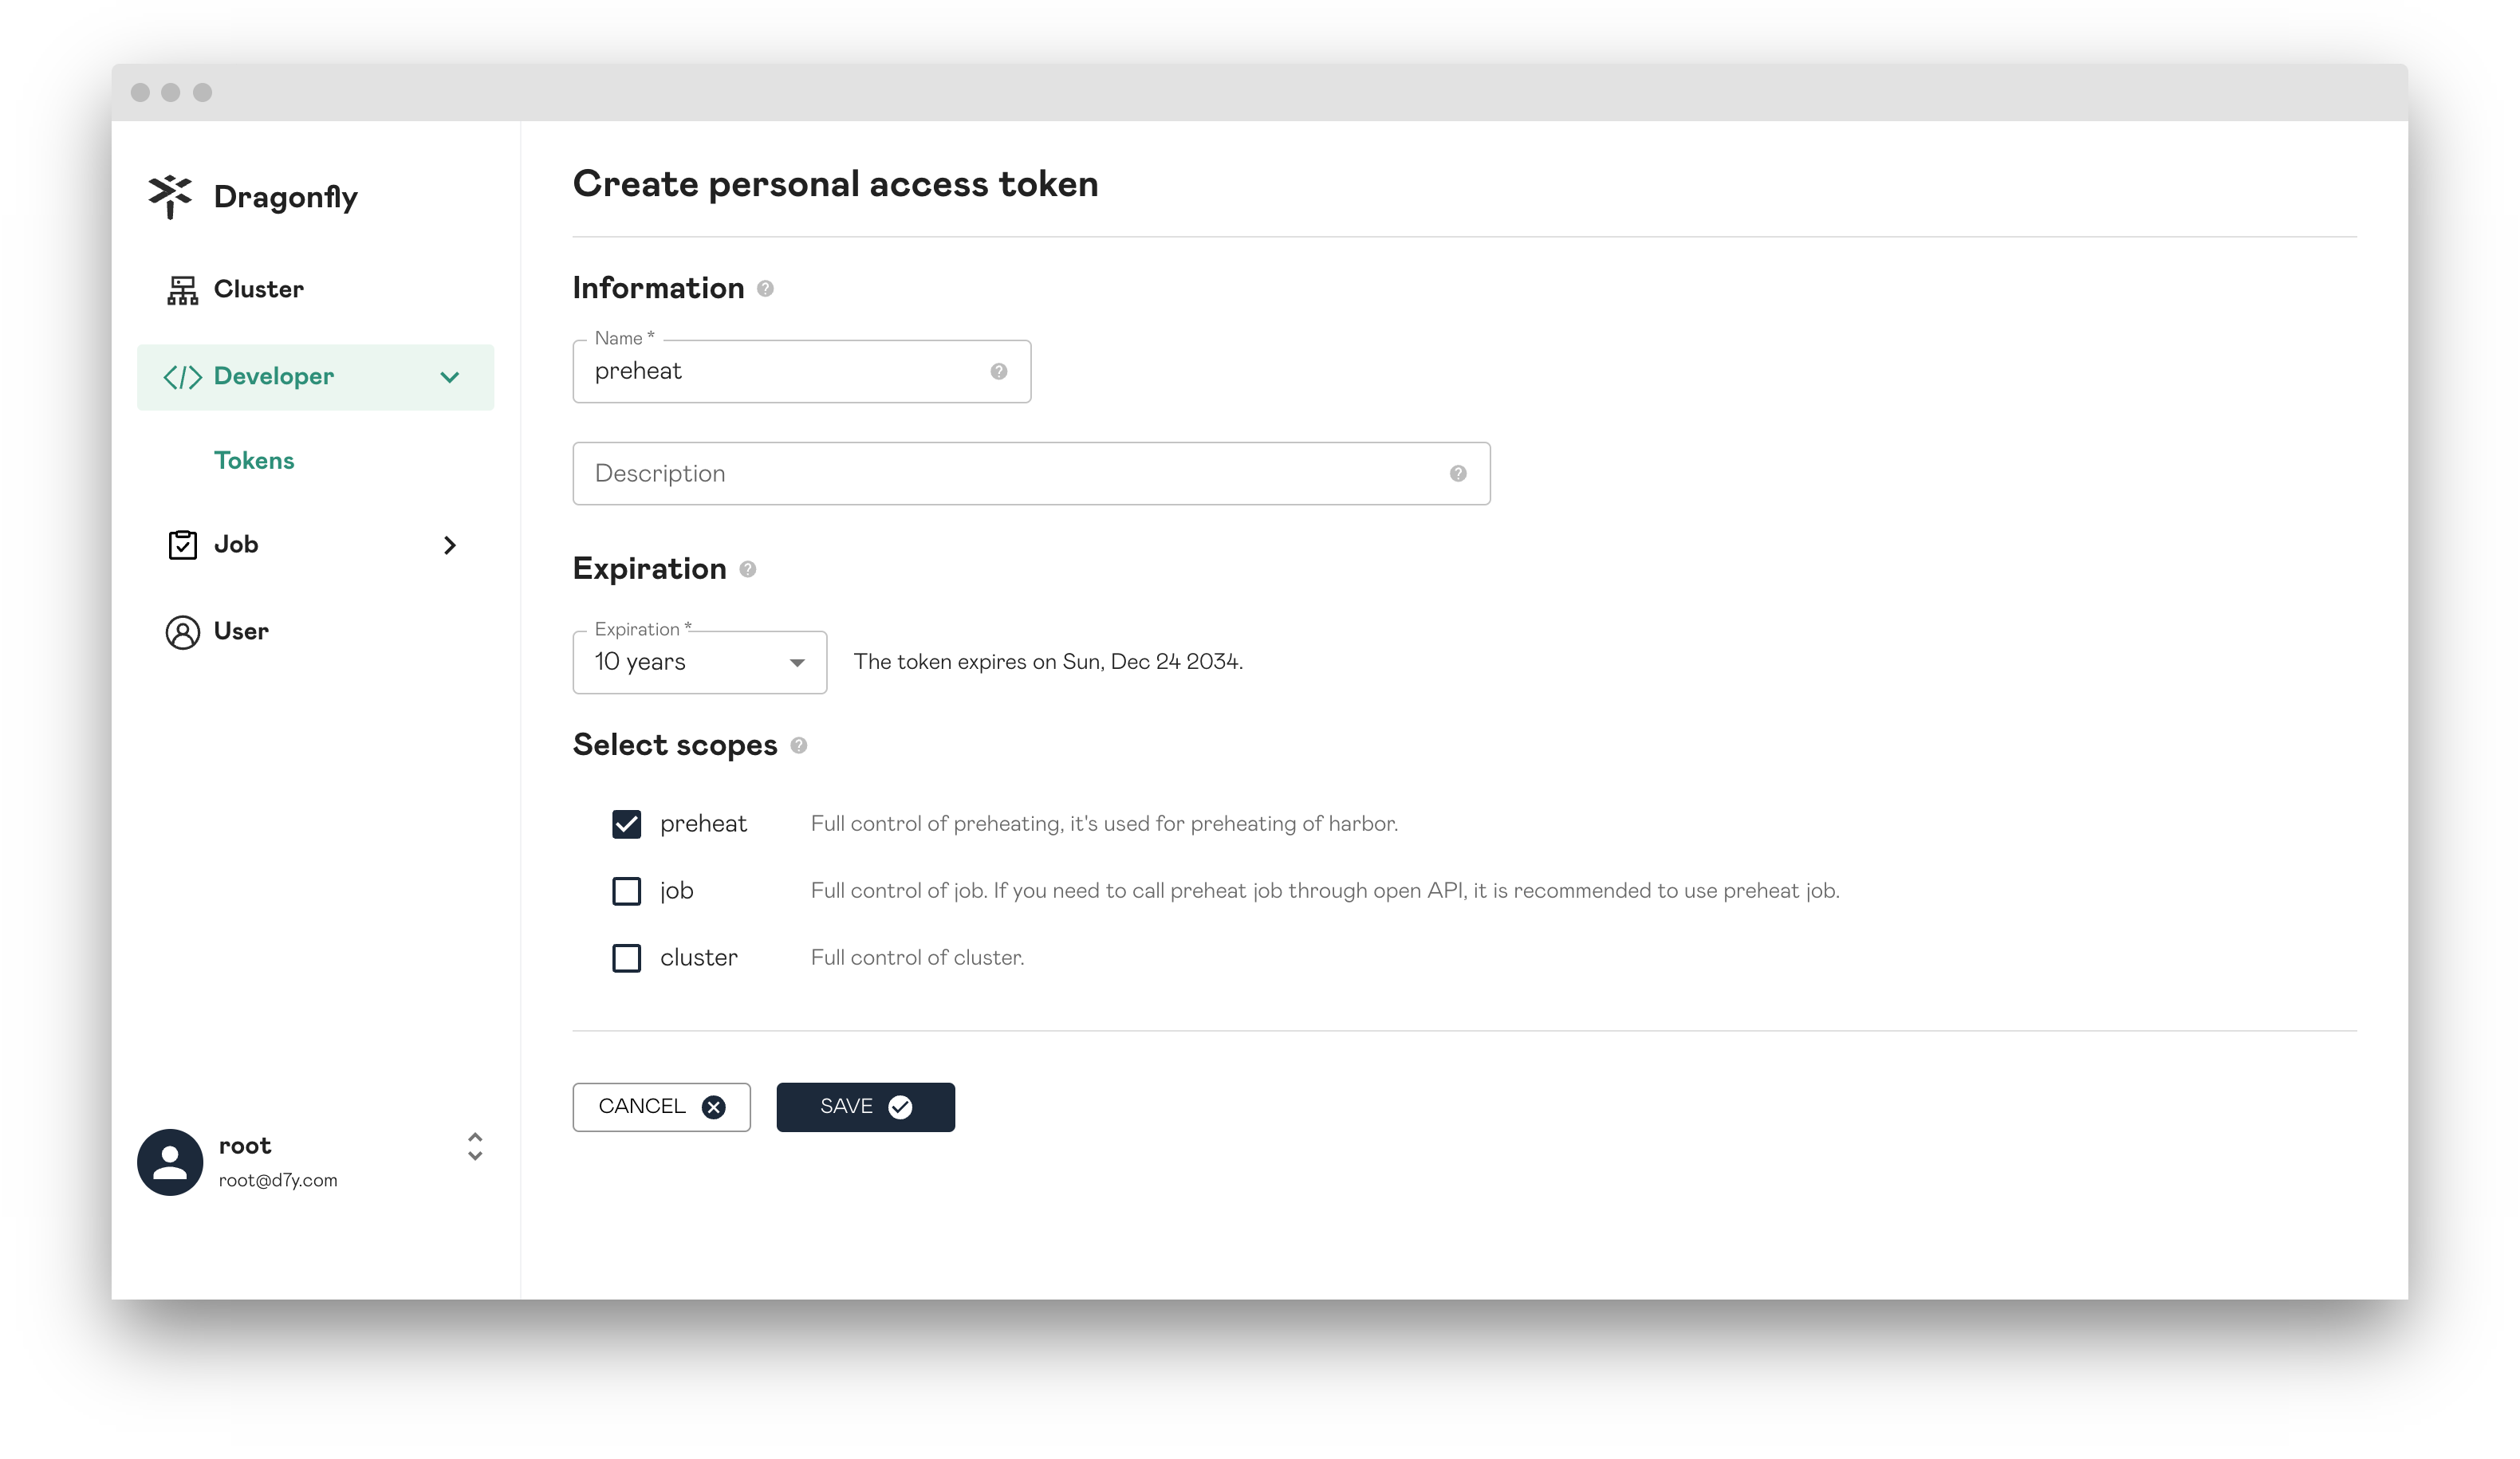 Dragonfly
Cluster
Developer
Tokens
Job
User
root
root@d7y.com
Create personal access token
Information
Name *
preheat
Description
Expiration
Expiration *
10 years
The token expires on Sun, Dec 24 2034.
Select scopes
preheat Full control of preheating, it's used for preheating of harbor.
job Full control of job. If you need to call preheat job through open API, it is recommended to use preheat job.
cluster Full control of cluster.
CANCEL SAVE